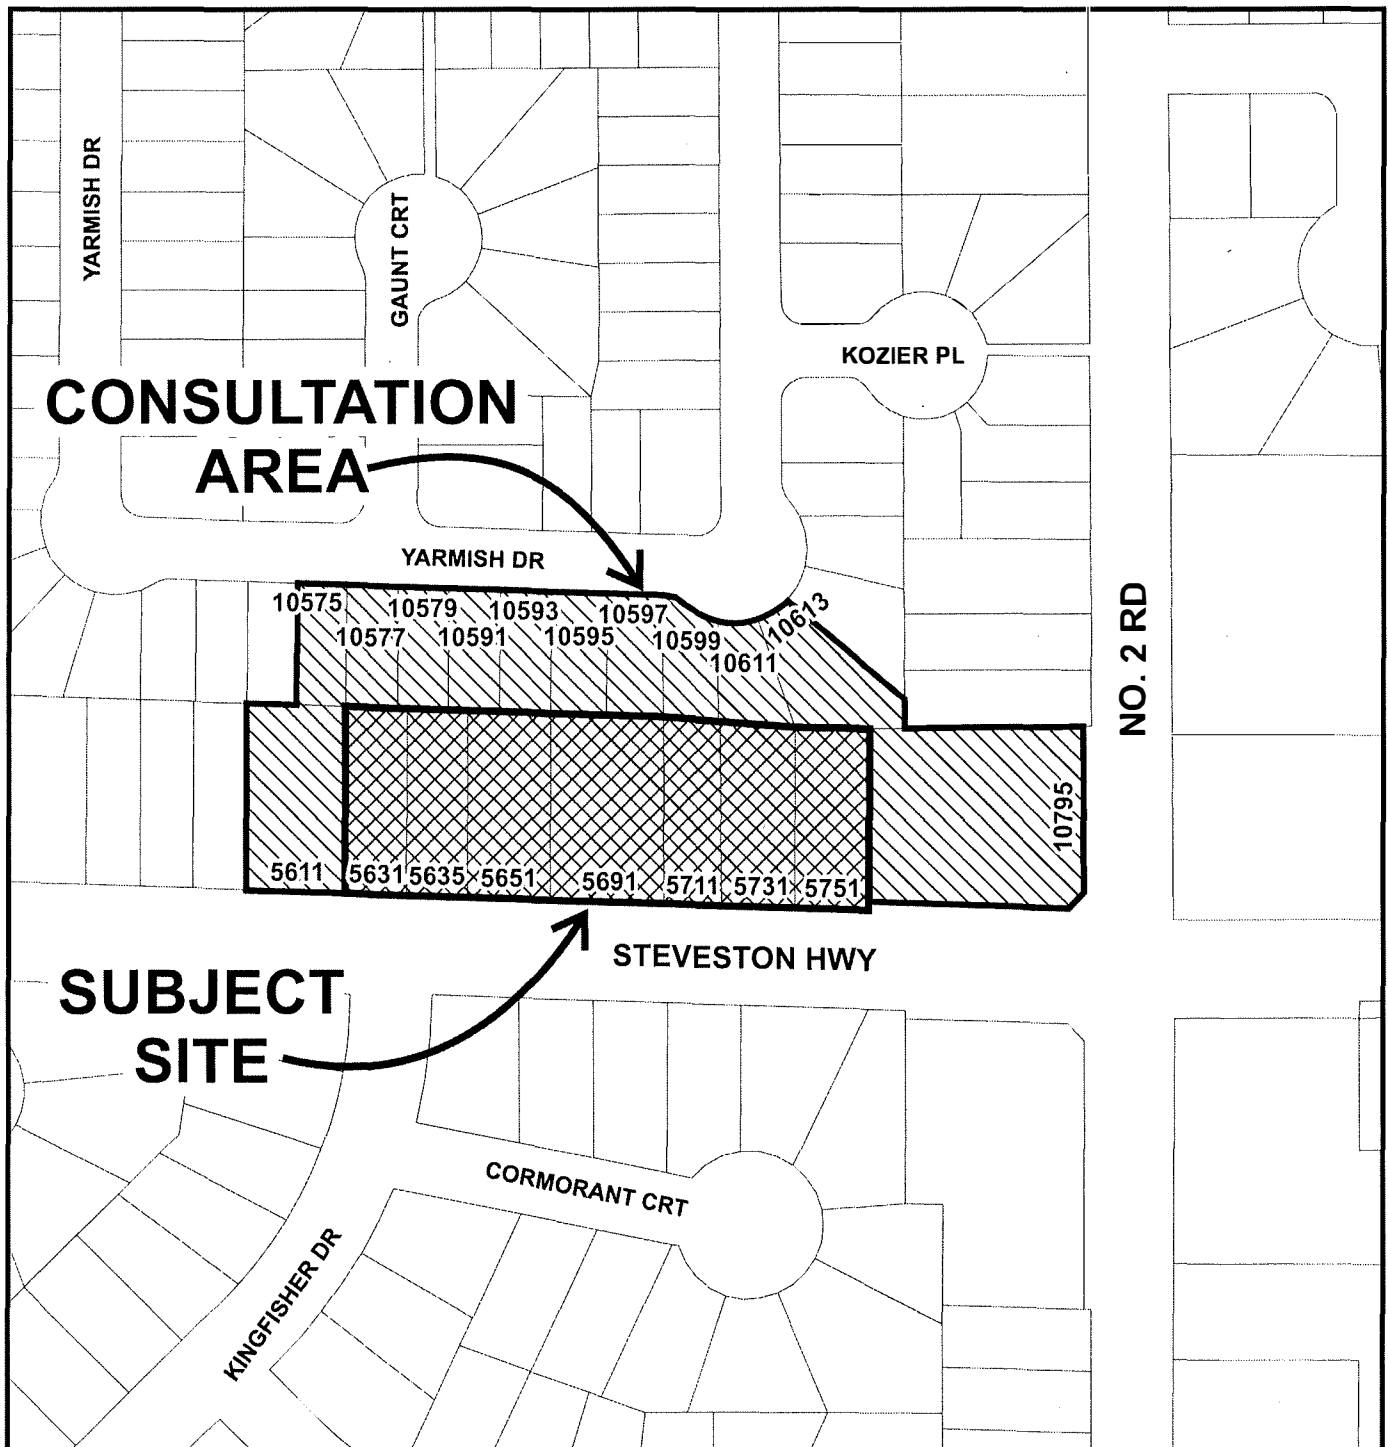 YARMISH DR
GAUNT CRT
KOZIER PL
CONSULTATION
AREA
YARMISH DR
10575
10579
10593
10597
10613
10577
10591
10595
10599
10611
NO. 2 RD
10795
5611
5631
5635
5651
5691
5711
5731
5751
STEVESTON HWY
SUBJECT
SITE
CORMORANT CRT
KINGFISHER DR